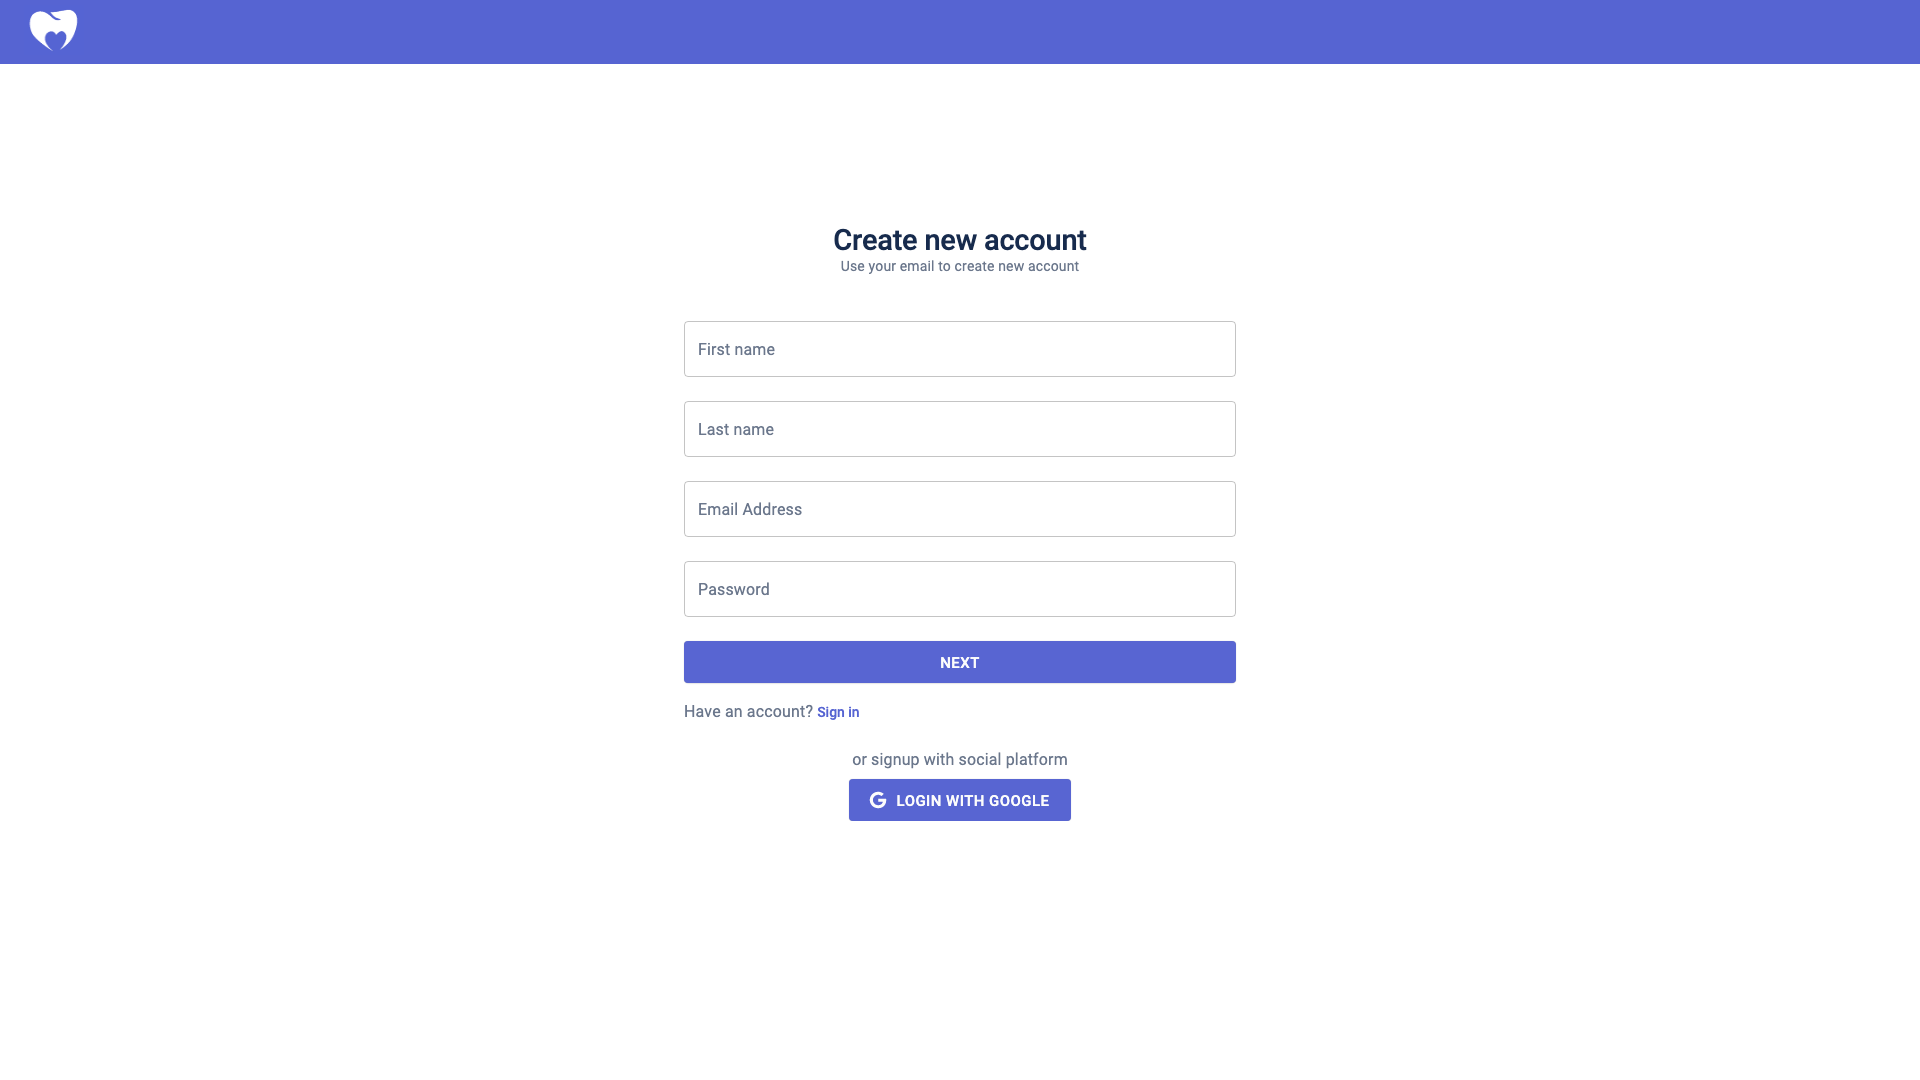 Create new account
Use your email to create new account
First name
Last name
Email Address
Password
NEXT
Have an account? Sign in
or signup with social platform
LOGIN WITH GOOGLE